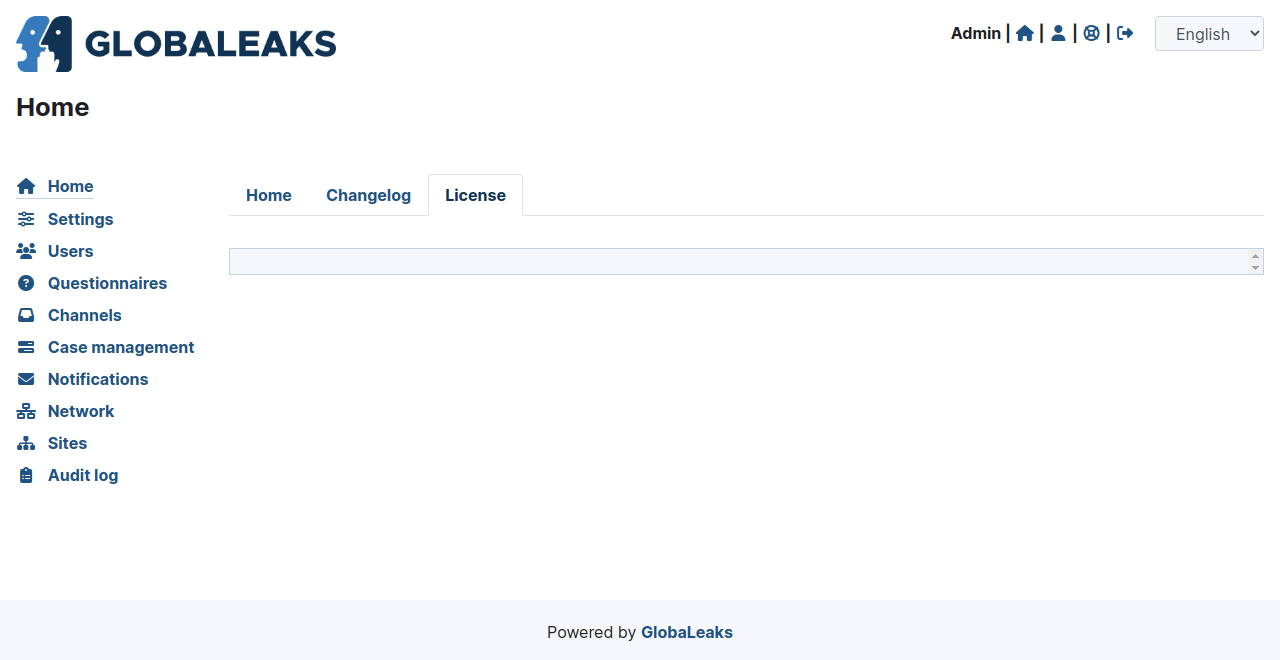 GLOBALEAKS
Admin | | | |
English
Home
Home
Settings
Users
Questionnaires
Channels
Case management
Notifications
Network
Sites
Audit log
Home Changelog License
Powered by GlobaLeaks